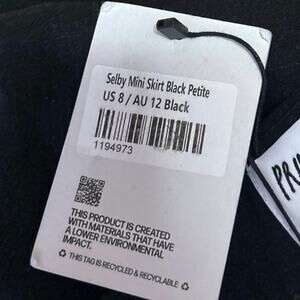 Selby Mini Skirt Black Petite
US 8 / AU 12 Black
1194973
THIS PRODUCT IS CREATED
WITH MATERIALS THAT HAVE
A LOWER ENVIRONMENTAL
IMPACT.
THIS TAG IS RECYCLED & RECYCLABLE